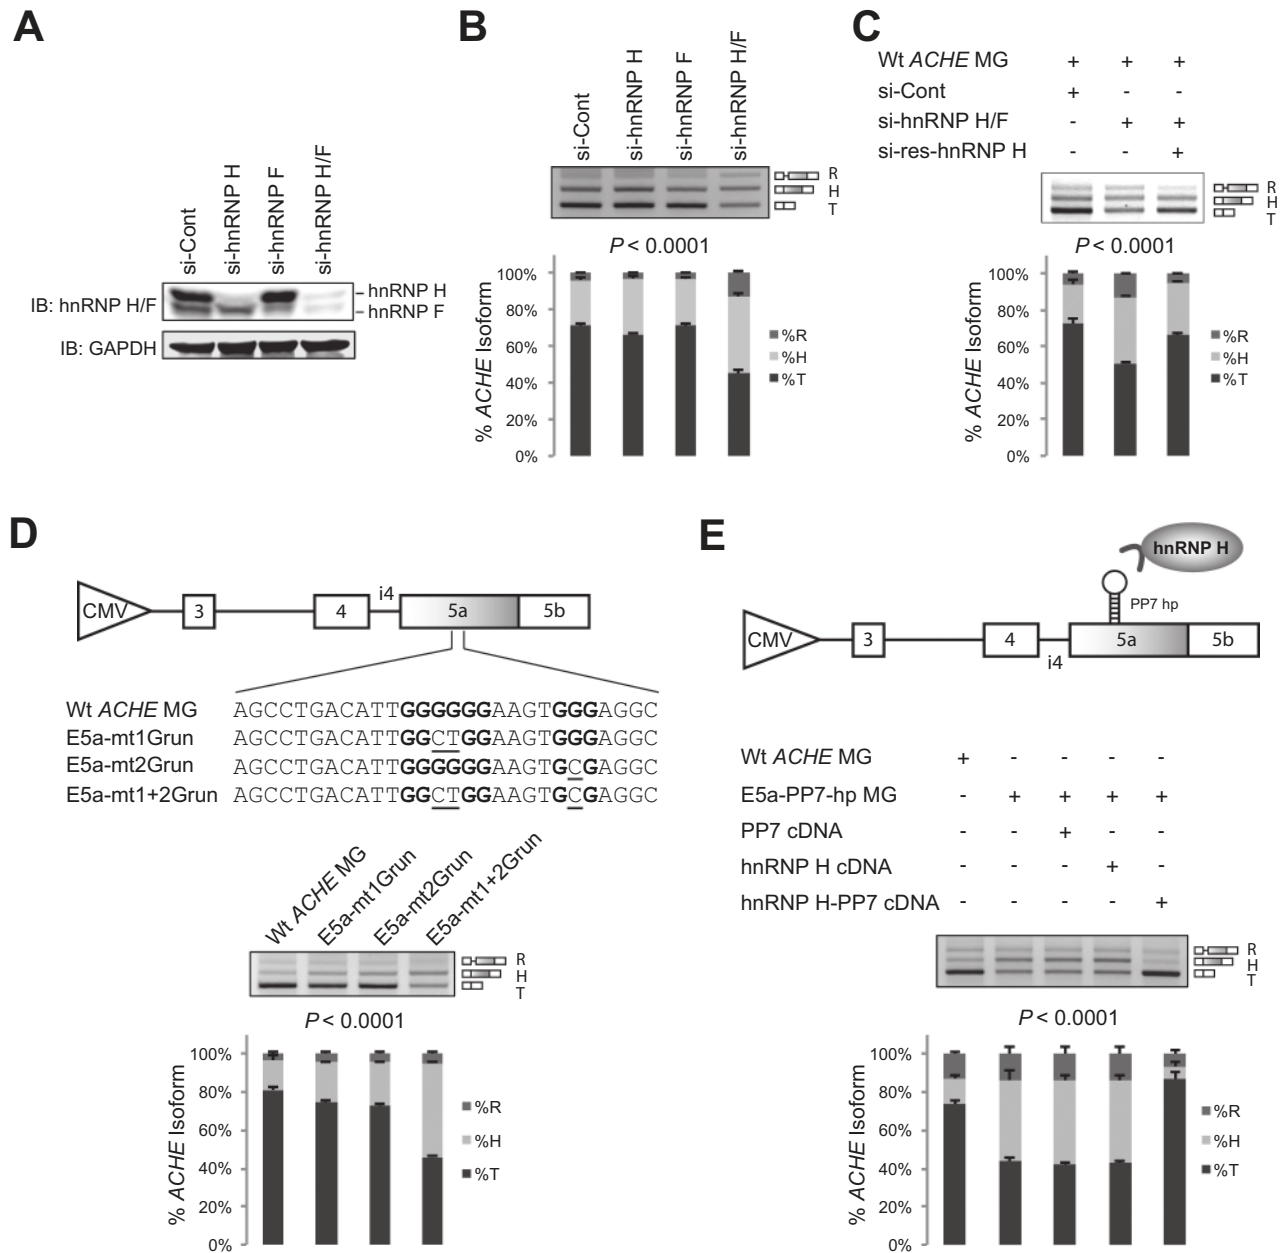 A
si-Cont
si-hnRNP H
si-hnRNP F
si-hnRNP H/F
IB: hnRNP H/F
hnRNP H
hnRNP F
IB: GAPDH
B
si-Cont
si-hnRNP H
si-hnRNP F
si-hnRNP H/F
R
H
T
P < 0.0001
% ACHE Isoform
100%
80%
60%
40%
20%
0%
%R
%H
%T
C
Wt ACHE MG + + +
si-Cont + - -
si-hnRNP H/F - + +
si-res-hnRNP H - - +
R
H
T
P < 0.0001
% ACHE Isoform
100%
80%
60%
40%
20%
0%
%R
%H
%T
D
CMV 3 4 i4 5a 5b
Wt ACHE MG AGCCTGACATTGGGGGGAAGTGGGAGGC
E5a-mt1Grun AGCCTGACATTGGCTGGAAGTGGGAGGC
E5a-mt2Grun AGCCTGACATTGGGGGGAAGTGCGAGGC
E5a-mt1+2Grun AGCCTGACATTGGCTGGAAGTGCGAGGC
Wt ACHE MG
E5a-mt1Grun
E5a-mt2Grun
E5a-mt1+2Grun
R
H
T
P < 0.0001
% ACHE Isoform
100%
80%
60%
40%
20%
0%
%R
%H
%T
E
hnRNP H
PP7 hp
CMV 3 4 i4 5a 5b
Wt ACHE MG + - - - -
E5a-PP7-hp MG - + + + +
PP7 cDNA - - + - -
hnRNP H cDNA - - - + -
hnRNP H-PP7 cDNA - - - - +
R
H
T
P < 0.0001
% ACHE Isoform
100%
80%
60%
40%
20%
0%
%R
%H
%T